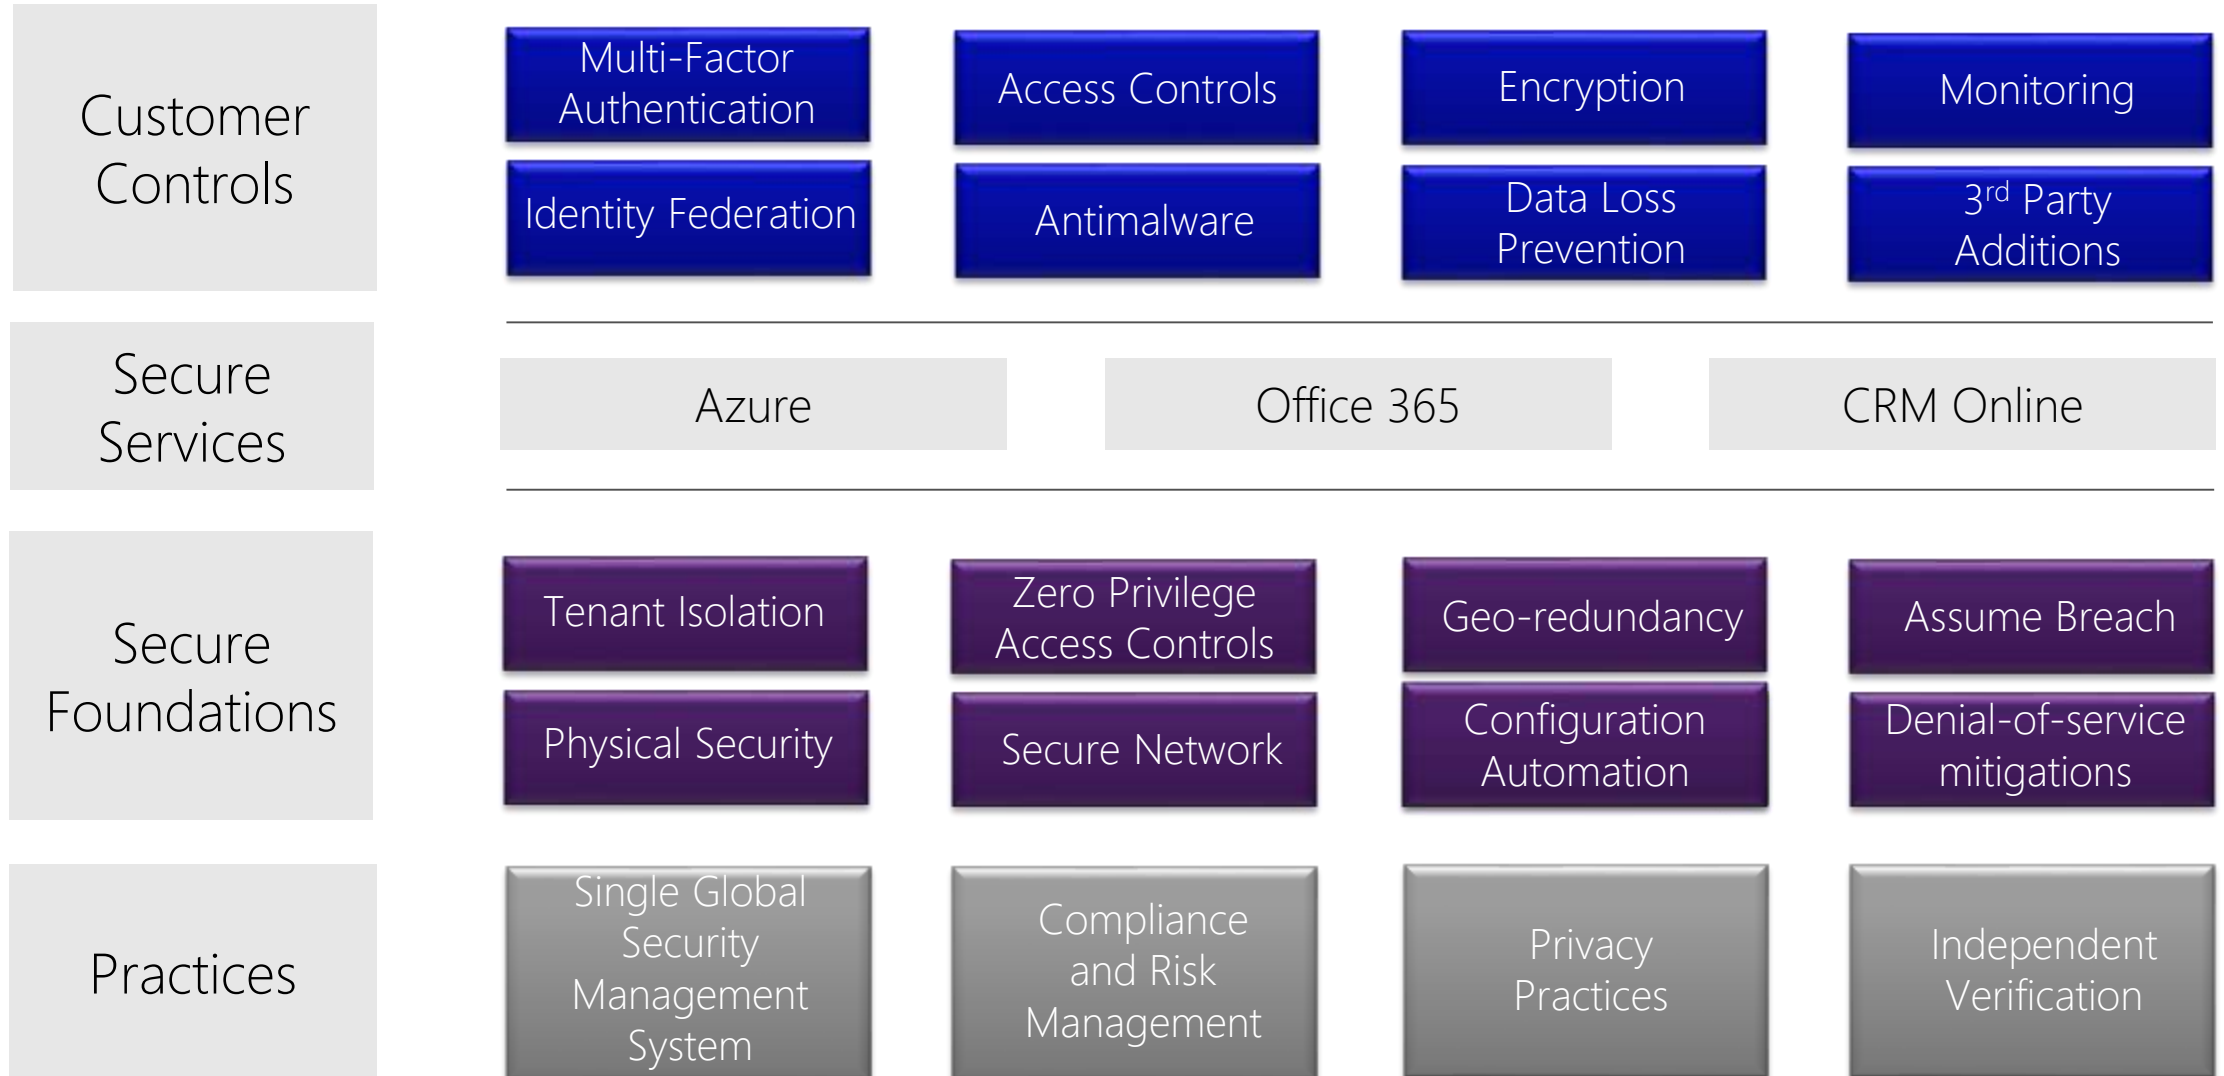 Customer
Controls
Multi-Factor
Authentication
Access Controls
Encryption
Monitoring
Identity Federation
Antimalware
Data Loss
Prevention
3rd Party
Additions
Secure
Services
Azure
Office 365
CRM Online
Secure
Foundations
Tenant Isolation
Zero Privilege
Access Controls
Geo-redundancy
Assume Breach
Physical Security
Secure Network
Configuration
Automation
Denial-of-service
mitigations
Practices
Single Global
Security
Management
System
Compliance
and Risk
Management
Privacy
Practices
Independent
Verification